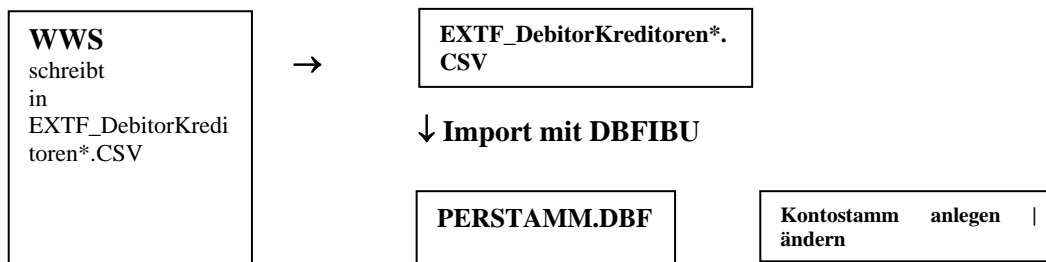 WWS
schreibt
in
EXTF_DebitorKredi
toren*.CSV
→
EXTF_DebitorKreditoren*.
CSV
↓ Import mit DBFIBU
PERSTAMM.DBF
Kontostamm anlegen |
ändern